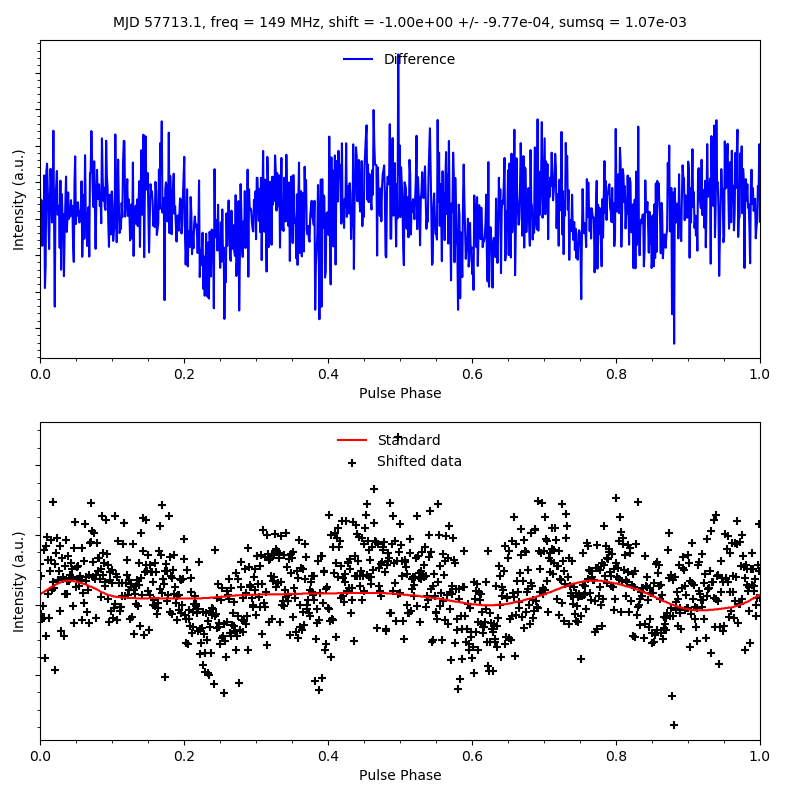 MJD 57713.1, freq = 149 MHz, shift = -1.00e+00 +/- -9.77e-04, sumsq = 1.07e-03
Difference
Intensity (a.u.)
0.0 0.2 0.4 0.6 0.8 1.0
Pulse Phase
Standard
Shifted data
Intensity (a.u.)
0.0 0.2 0.4 0.6 0.8 1.0
Pulse Phase